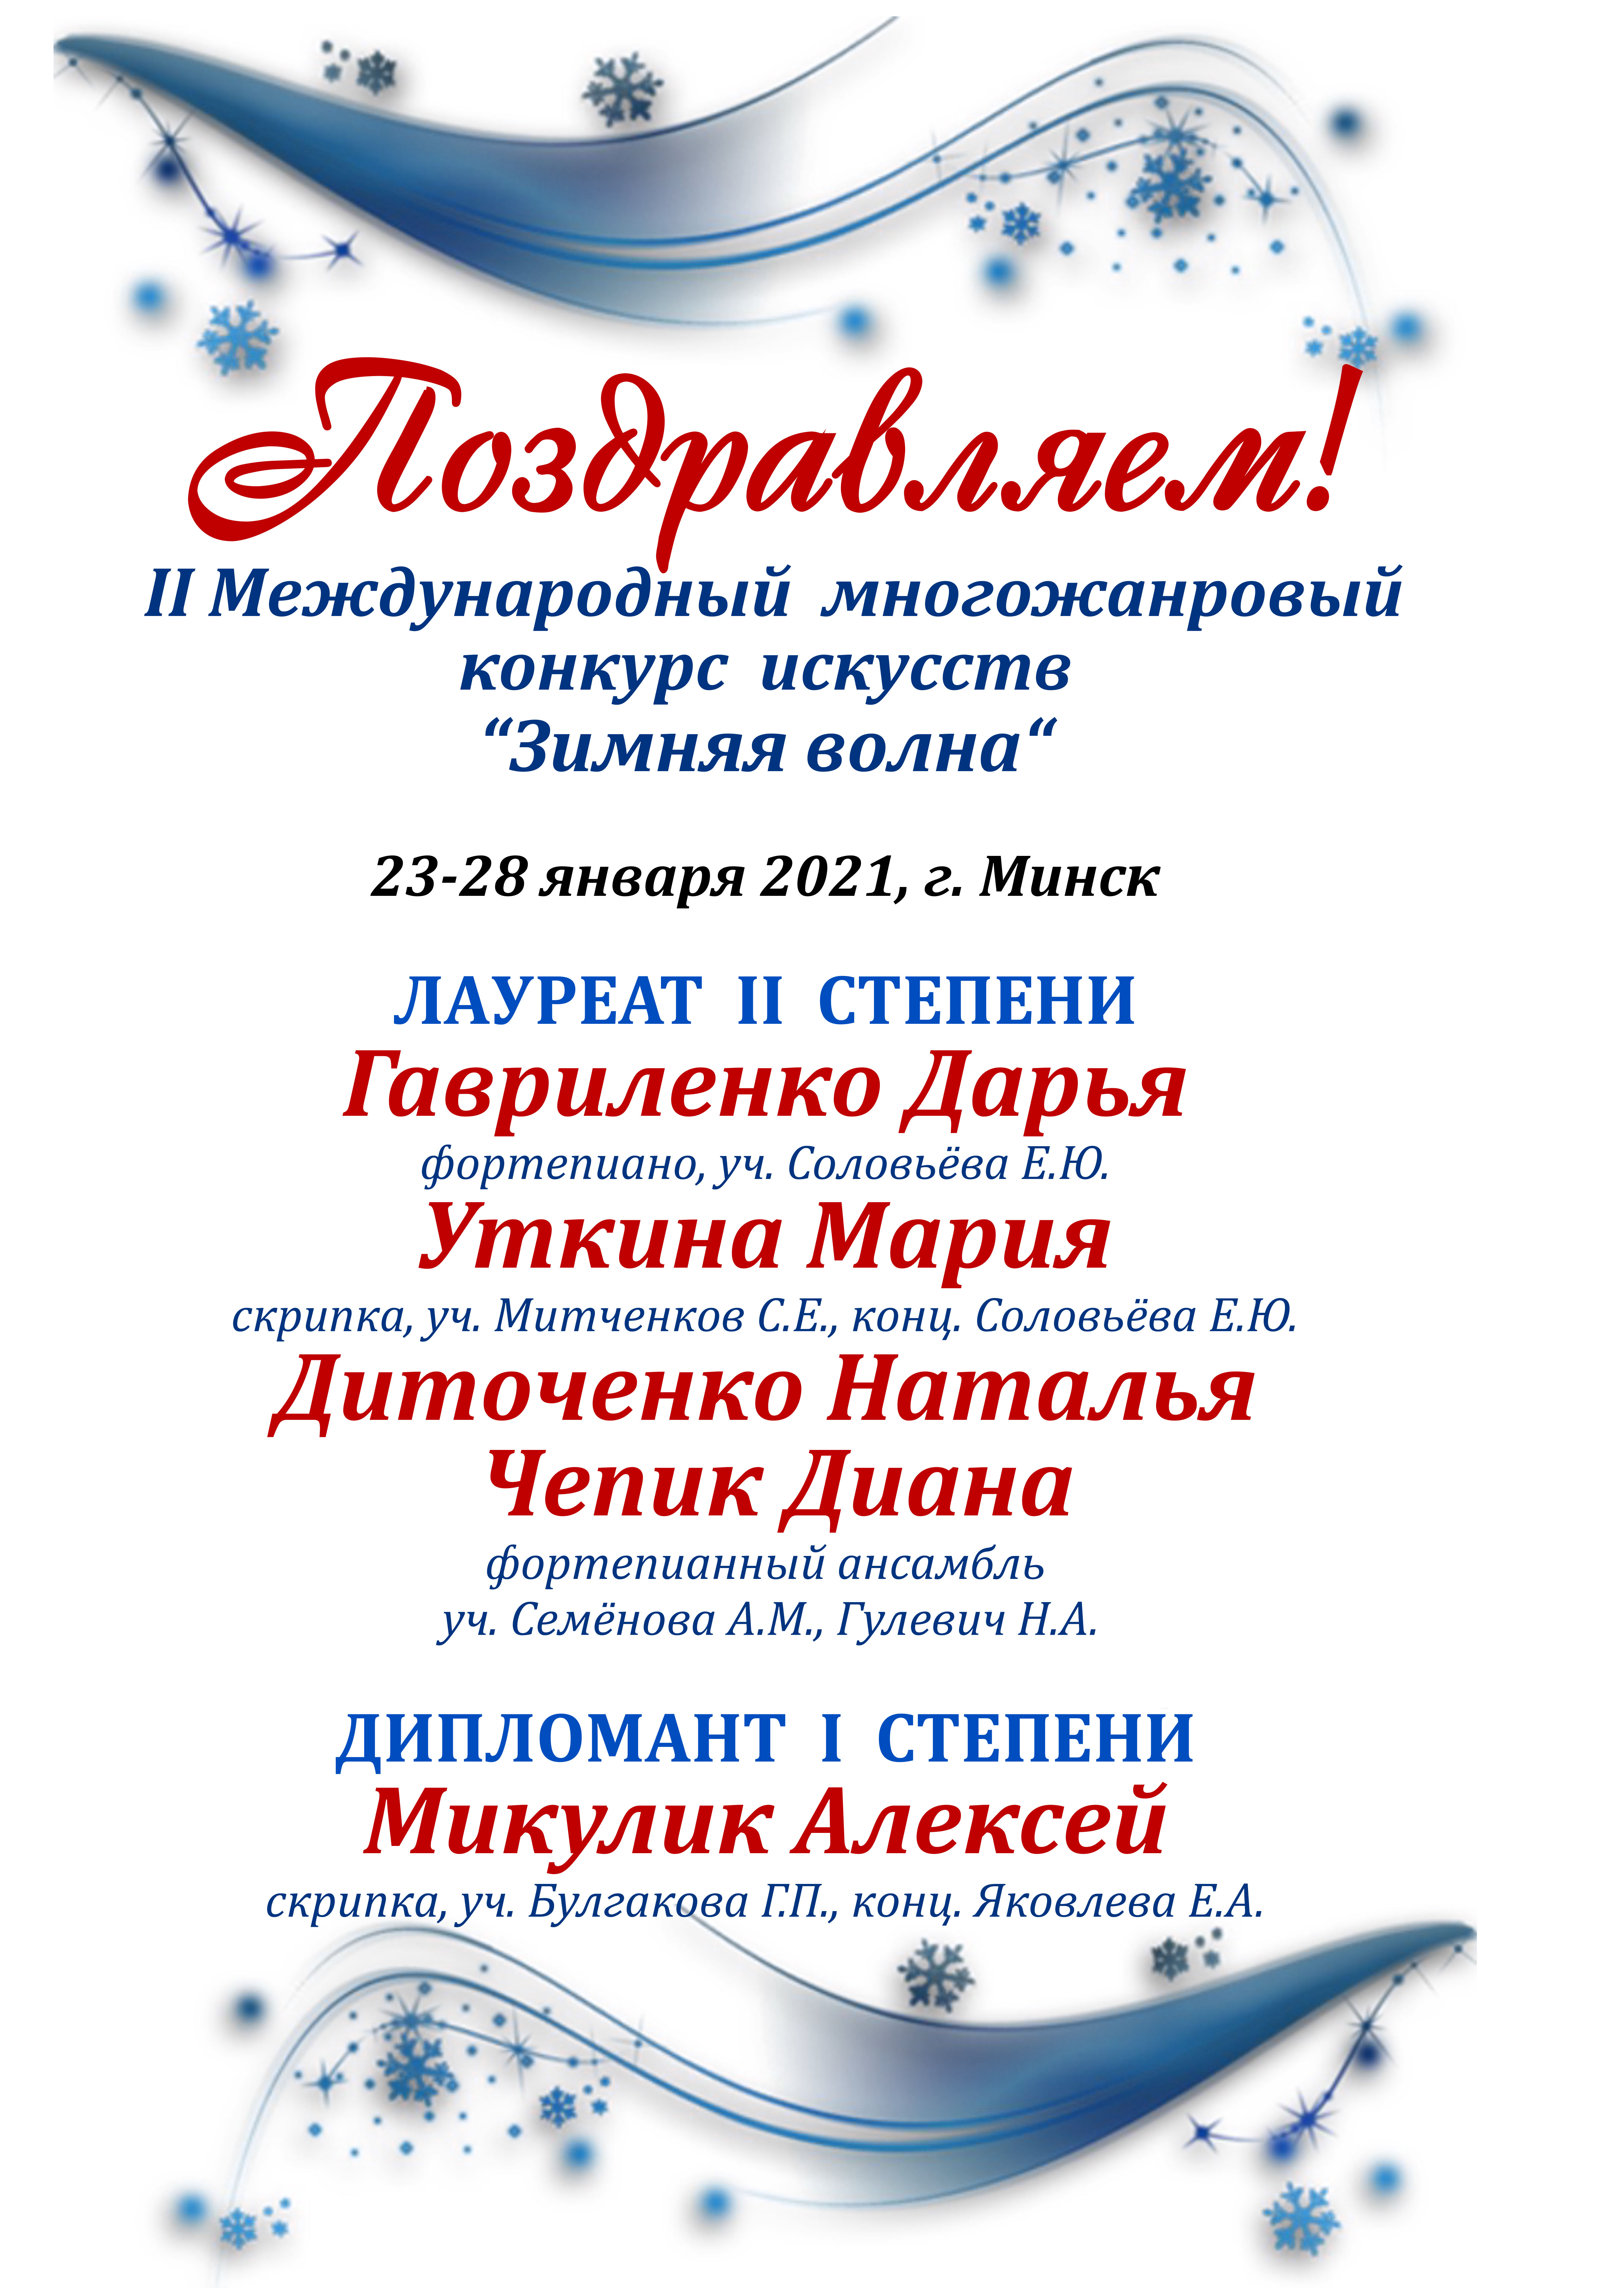 Поздравляем!
II Международный многожанровый
конкурс искусств
“Зимняя волна“
23-28 января 2021, г. Минск
ЛАУРЕАТ II СТЕПЕНИ
Гавриленко Дарья
фортепиано, уч. Соловьёва Е.Ю.
Уткина Мария
скрипка, уч. Митченков С.Е., конц. Соловьёва Е.Ю.
Диточенко Наталья
Чепик Диана
фортепианный ансамбль
уч. Семёнова А.М., Гулевич Н.А.
ДИПЛОМАНТ I СТЕПЕНИ
Микулик Алексей
скрипка, уч. Булгакова Г.П., конц. Яковлева Е.А.